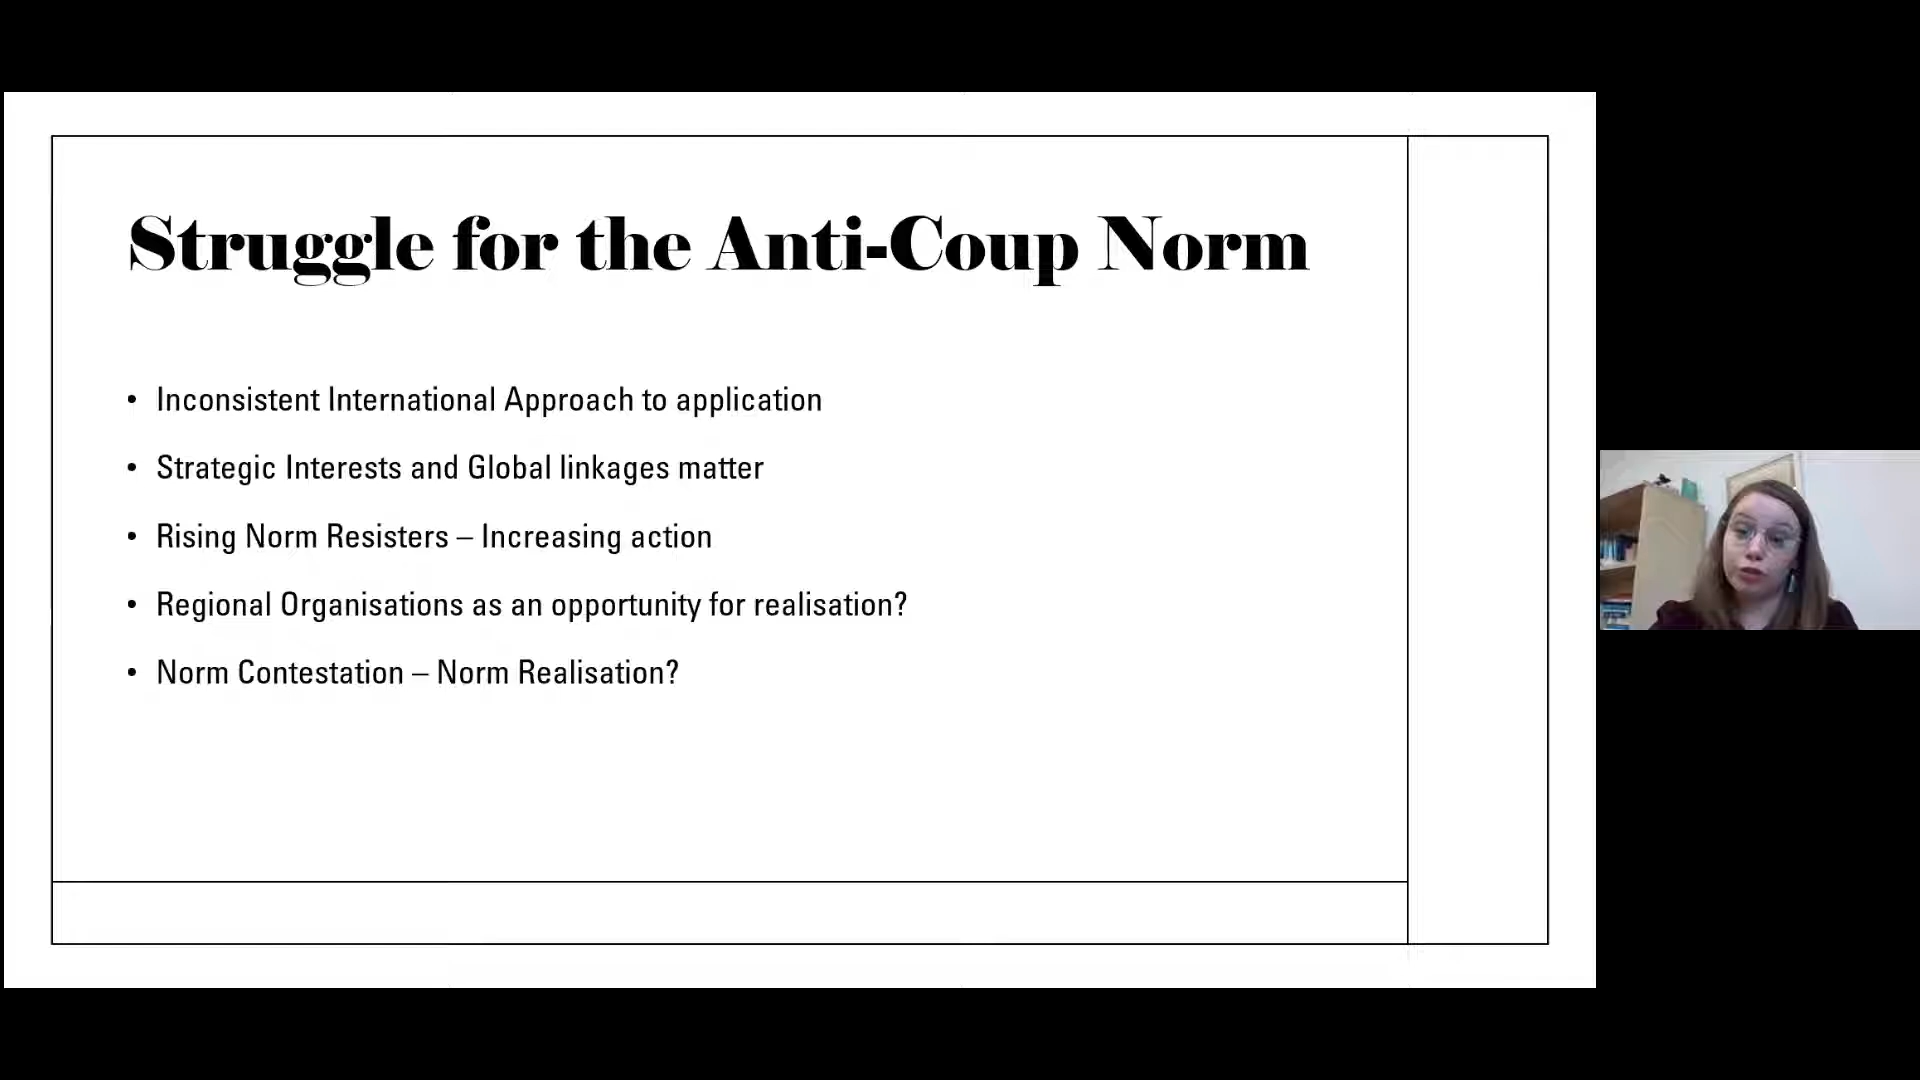 Struggle for the Anti-Coup Norm
• Inconsistent International Approach to application
• Strategic Interests and Global linkages matter
• Rising Norm Resisters – Increasing action
• Regional Organisations as an opportunity for realisation?
• Norm Contestation – Norm Realisation?